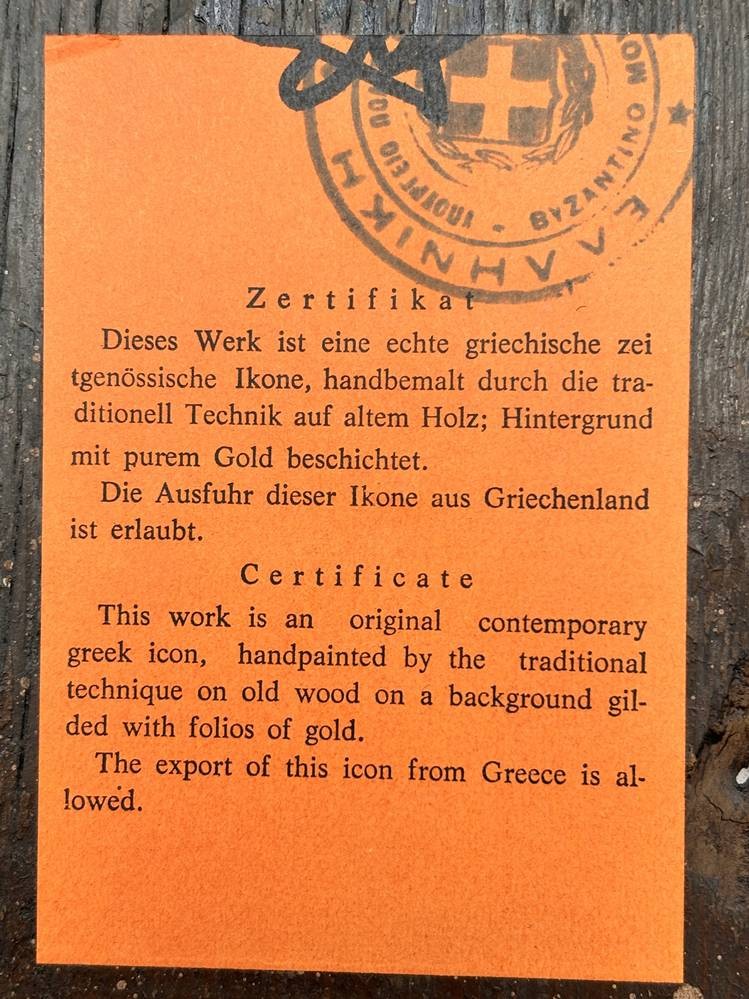 ΕΛΛΗΝΙΚΗ
BYZANTINO
Zertifikat
Dieses Werk ist eine echte griechische zei
tgenössische Ikone, handbemalt durch die tra-
ditionell Technik auf altem Holz; Hintergrund
mit purem Gold beschichtet.
Die Ausfuhr dieser Ikone aus Griechenland
ist erlaubt.
Certificate
This work is an original contemporary
greek icon, handpainted by the traditional
technique on old wood on a background gil-
ded with folios of gold.
The export of this icon from Greece is al-
lowed.